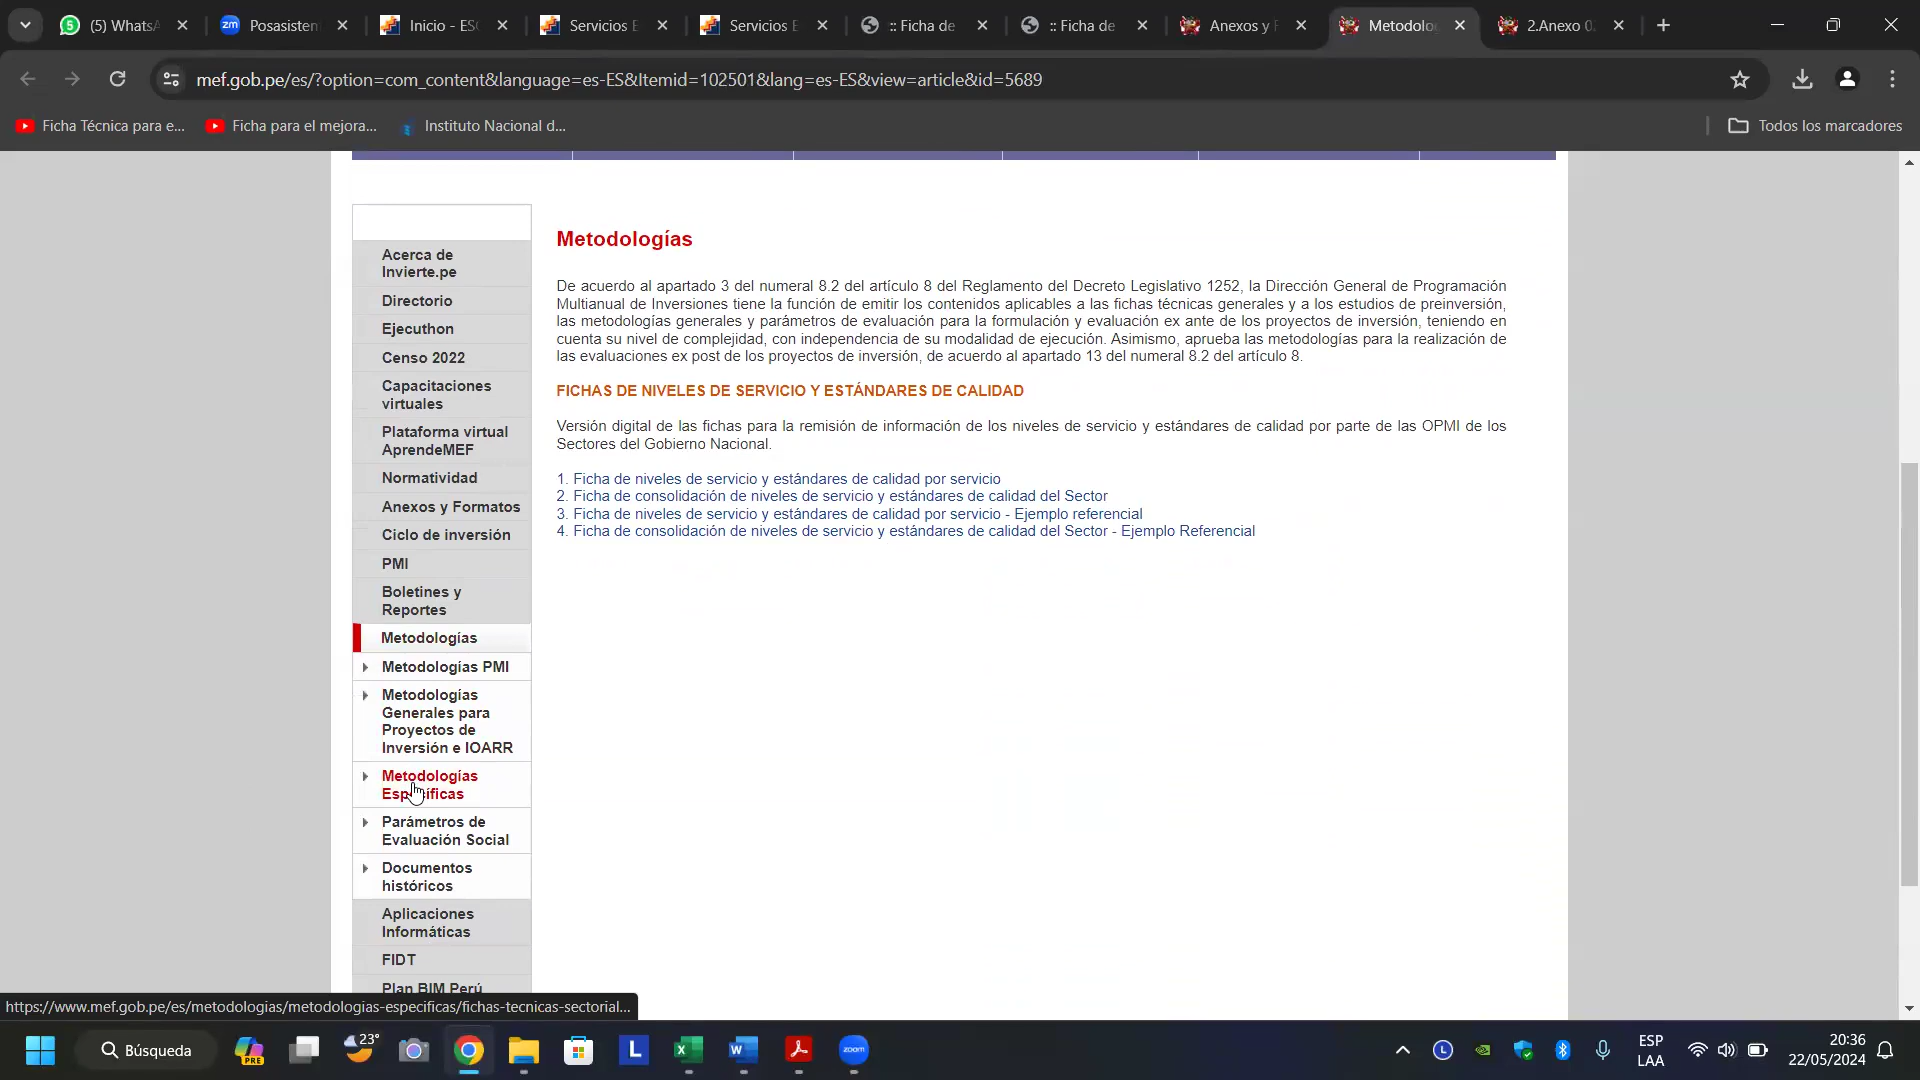 (5) WhatsA
Posasisten
Inicio - ES
Servicios E
Servicios E
:: Ficha de
:: Ficha de
Anexos y F
Metodolo
2.Anexo 0
mef.gob.pe/es/?option=com_content&language=es-ES&Itemid=102501&lang=es-ES&view=article&id=5689
Ficha Técnica para e...
Ficha para el mejora...
Instituto Nacional d...
Todos los marcadores
Acerca de
Invierte.pe
Directorio
Ejecuthon
Censo 2022
Capacitaciones
virtuales
Plataforma virtual
AprendeMEF
Normatividad
Anexos y Formatos
Ciclo de inversión
PMI
Boletines y
Reportes
Metodologías
Metodologías PMI
Metodologías
Generales para
Proyectos de
Inversión e IOARR
Metodologías
Específicas
Parámetros de
Evaluación Social
Documentos
históricos
Aplicaciones
Informáticas
FIDT
Plan BIM Perú
Metodologías
De acuerdo al apartado 3 del numeral 8.2 del artículo 8 del Reglamento del Decreto Legislativo 1252, la Dirección General de Programación
Multianual de Inversiones tiene la función de emitir los contenidos aplicables a las fichas técnicas generales y a los estudios de preinversión,
las metodologías generales y parámetros de evaluación para la formulación y evaluación ex ante de los proyectos de inversión, teniendo en
cuenta su nivel de complejidad, con independencia de su modalidad de ejecución. Asimismo, aprueba las metodologías para la realización de
las evaluaciones ex post de los proyectos de inversión, de acuerdo al apartado 13 del numeral 8.2 del artículo 8.
FICHAS DE NIVELES DE SERVICIO Y ESTÁNDARES DE CALIDAD
Versión digital de las fichas para la remisión de información de los niveles de servicio y estándares de calidad por parte de las OPMI de los
Sectores del Gobierno Nacional.
1. Ficha de niveles de servicio y estándares de calidad por servicio
2. Ficha de consolidación de niveles de servicio y estándares de calidad del Sector
3. Ficha de niveles de servicio y estándares de calidad por servicio - Ejemplo referencial
4. Ficha de consolidación de niveles de servicio y estándares de calidad del Sector - Ejemplo Referencial
https://www.mef.gob.pe/es/metodologias/metodologias-especificas/fichas-tecnicas-sectorial...
Búsqueda
PRE
23°
L
zoom
ESP
LAA
20:36
22/05/2024